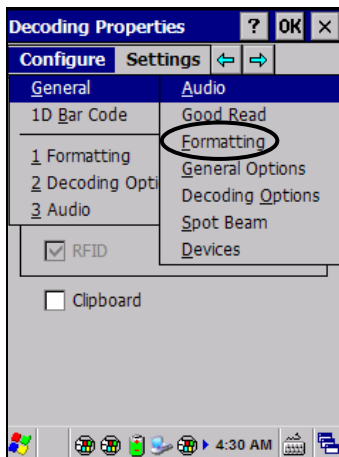 Decoding Properties ? OK ×
Configure Settings
General Audio
1D Bar Code Good Read
Formatting
1 Formatting General Options
2 Decoding Opti Decoding Options
3 Audio Spot Beam
RFID Devices
Clipboard
4:30 AM